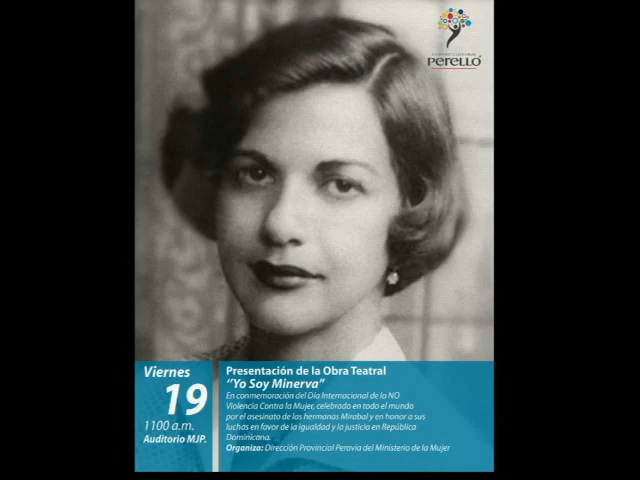 PERELLÓ
Viernes
19
1100 a.m.
Auditorio MJP.
Presentación de la Obra Teatral
“Yo Soy Minerva”
En conmemoración del Día Internacional de la NO
Violencia Contra la Mujer, celebrado en todo el mundo
por el asesinato de las hermanas Mirabal y en honor a sus
luchas en favor de la igualdad y la justicia en República
Dominicana.
Organiza: Dirección Provincial Peravia del Ministerio de la Mujer